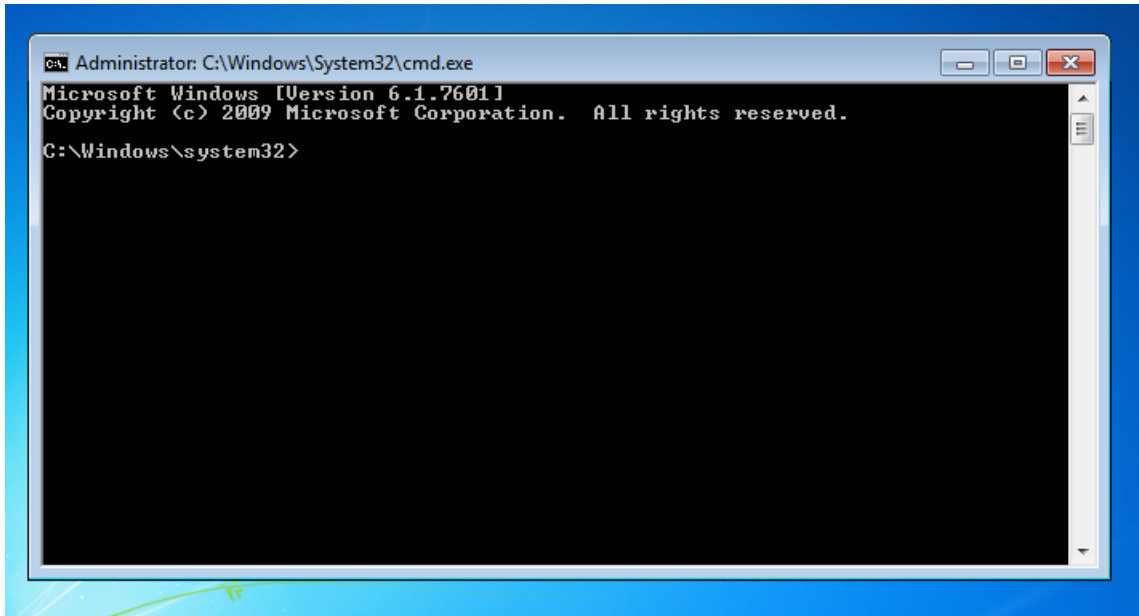 Administrator: C:\Windows\System32\cmd.exe
Microsoft Windows [Version 6.1.7601]
Copyright (c) 2009 Microsoft Corporation.  All rights reserved.
C:\Windows\system32>